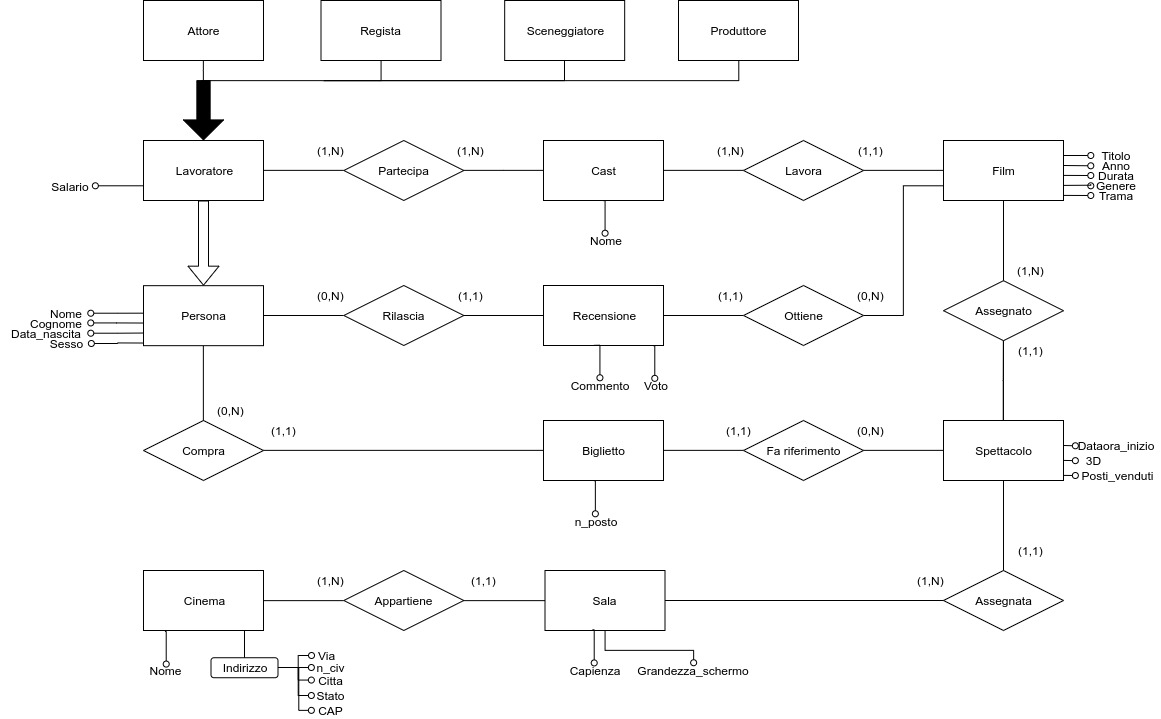 Attore
Regista
Sceneggiatore
Produttore
(1,N)
(1,N)
(1,N)
(1,1)
Lavoratore
Partecipa
Cast
Lavora
Film
Titolo
Anno
Durata
Genere
Trama
Salario
Nome
(1,N)
(0,N)
(1,1)
(1,1)
(0,N)
Persona
Rilascia
Recensione
Ottiene
Assegnato
Nome
Cognome
Data_nascita
Sesso
(1,1)
Commento
Voto
(0,N)
(1,1)
(1,1)
(0,N)
Compra
Biglietto
Fa riferimento
Spettacolo
Dataora_inizio
3D
Posti_venduti
n_posto
(1,1)
(1,N)
(1,1)
(1,N)
Cinema
Appartiene
Sala
Assegnata
Nome
Indirizzo
Via
n_civ
Citta
Stato
CAP
Capienza
Grandezza_schermo